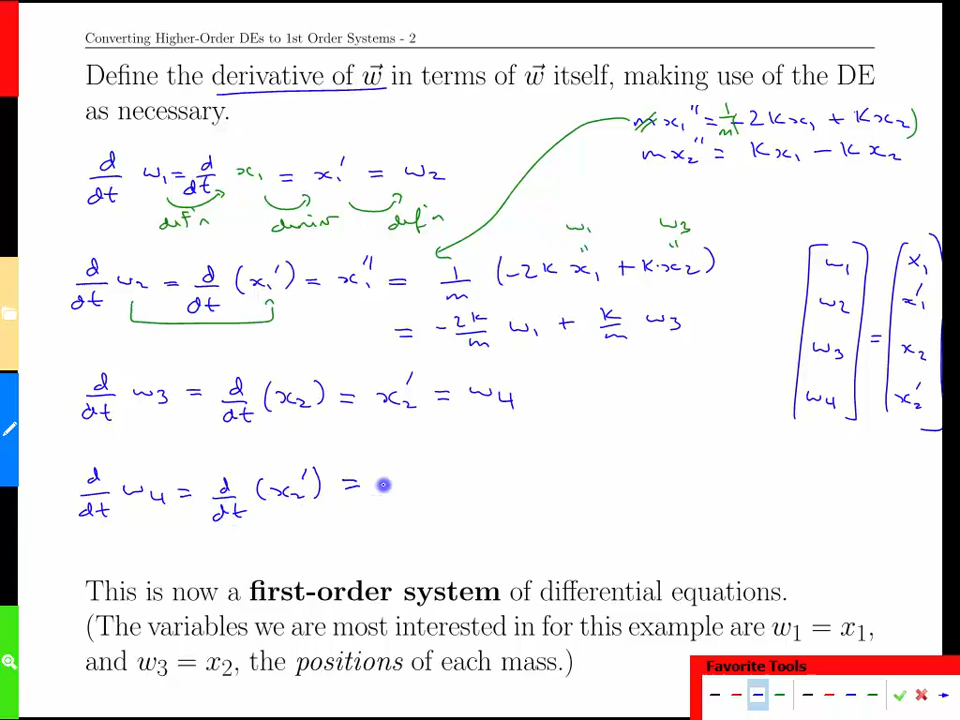 Converting Higher-Order DEs to 1st Order Systems - 2
Define the derivative of w⃗ in terms of w⃗ itself, making use of the DE
as necessary.
m x₁'' = 1/m (-2Kx₁ + Kx₂)
m x₂'' = Kx₁ - Kx₂
d/dt w₁ = d/dt x₁ = x₁' = w₂
def'n deriv def'n
w₁ w₃
" "
d/dt w₂ = d/dt (x₁') = x₁'' = 1/m (-2K x₁ + K·x₂)
= -2K/m w₁ + K/m w₃
[w₁ w₂ w₃ w₄] = [x₁ x₁' x₂ x₂']
d/dt w₃ = d/dt (x₂) = x₂' = w₄
d/dt w₄ = d/dt (x₂') =
This is now a first-order system of differential equations.
(The variables we are most interested in for this example are w₁ = x₁,
and w₃ = x₂, the positions of each mass.)
Favorite Tools